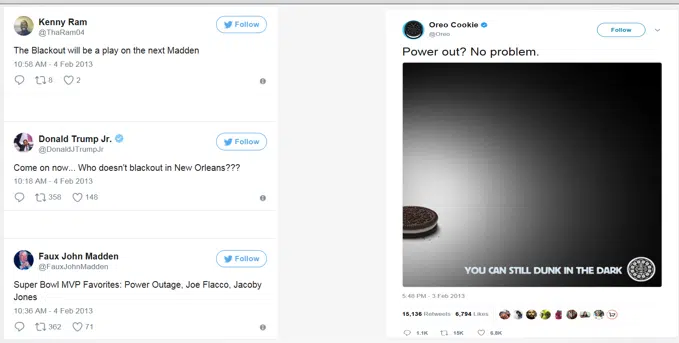 Kenny Ram
@ThaRam04
Follow
The Blackout will be a play on the next Madden
10:58 AM - 4 Feb 2013
8 2
Donald Trump Jr.
@DonaldJTrumpJr
Follow
Come on now... Who doesn't blackout in New Orleans???
10:18 AM - 4 Feb 2013
358 148
Faux John Madden
@FauxJohnMadden
Follow
Super Bowl MVP Favorites: Power Outage, Joe Flacco, Jacoby
Jones
10:36 AM - 4 Feb 2013
362 71
Oreo Cookie
@Oreo
Follow
Power out? No problem.
YOU CAN STILL DUNK IN THE DARK
5:48 PM - 3 Feb 2013
15,136 Retweets 6,794 Likes
1.1K 15K 6.8K